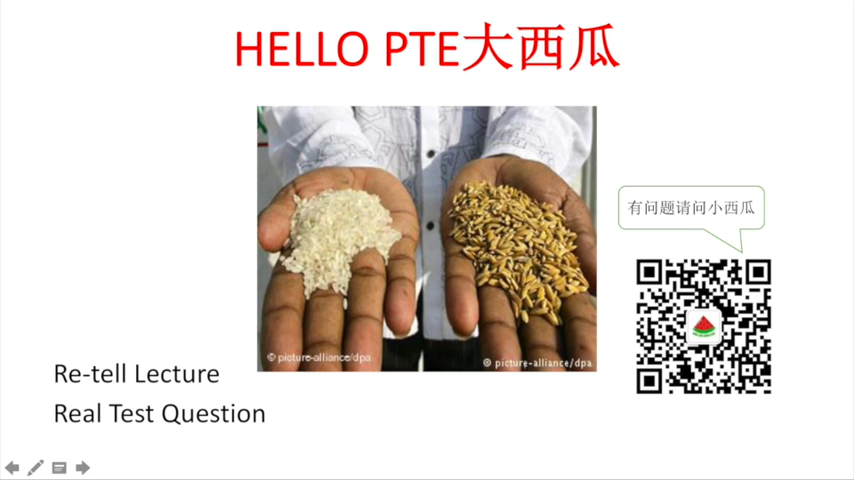 HELLO PTE大西瓜
有问题请问小西瓜
© picture-alliance/dpa
© picture-alliance/dpa
Re-tell Lecture
Real Test Question